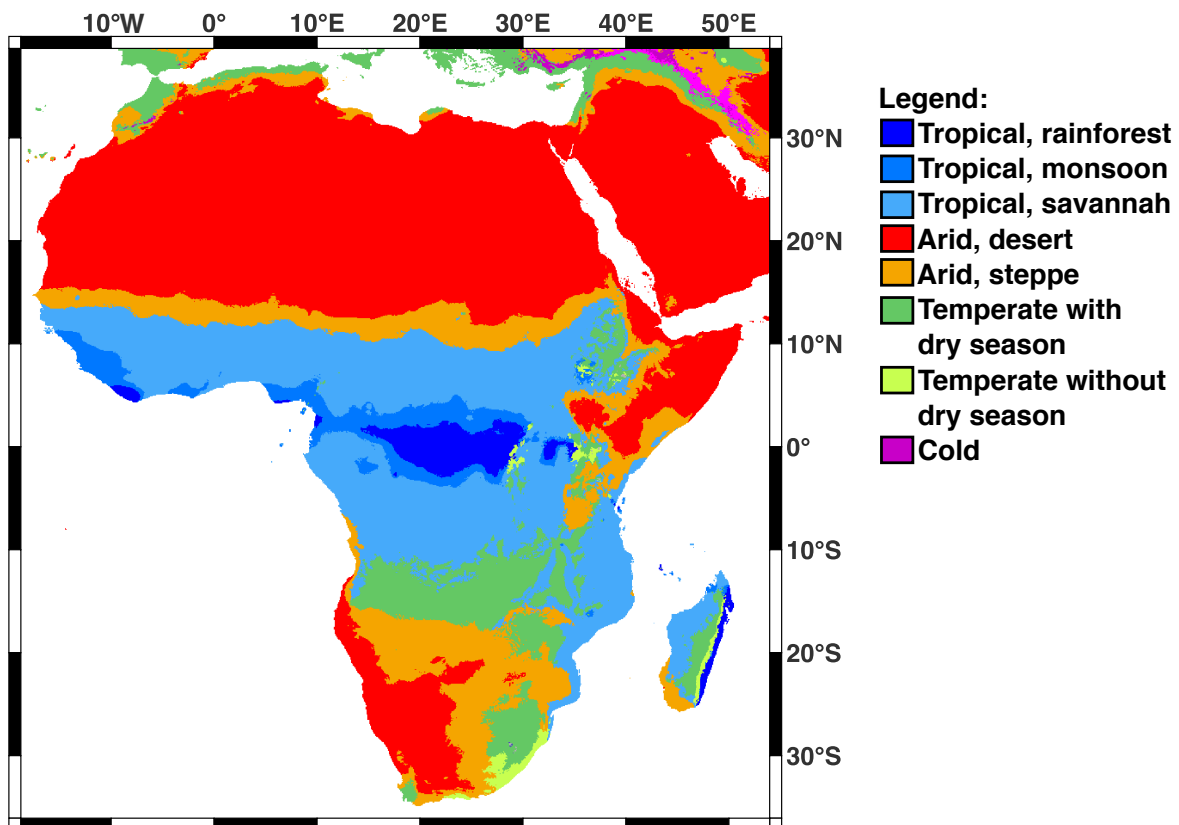 10°W 0° 10°E 20°E 30°E 40°E 50°E
Legend:
Tropical, rainforest
Tropical, monsoon
Tropical, savannah
Arid, desert
Arid, steppe
Temperate with
dry season
Temperate without
dry season
Cold
30°N
20°N
10°N
0°
10°S
20°S
30°S